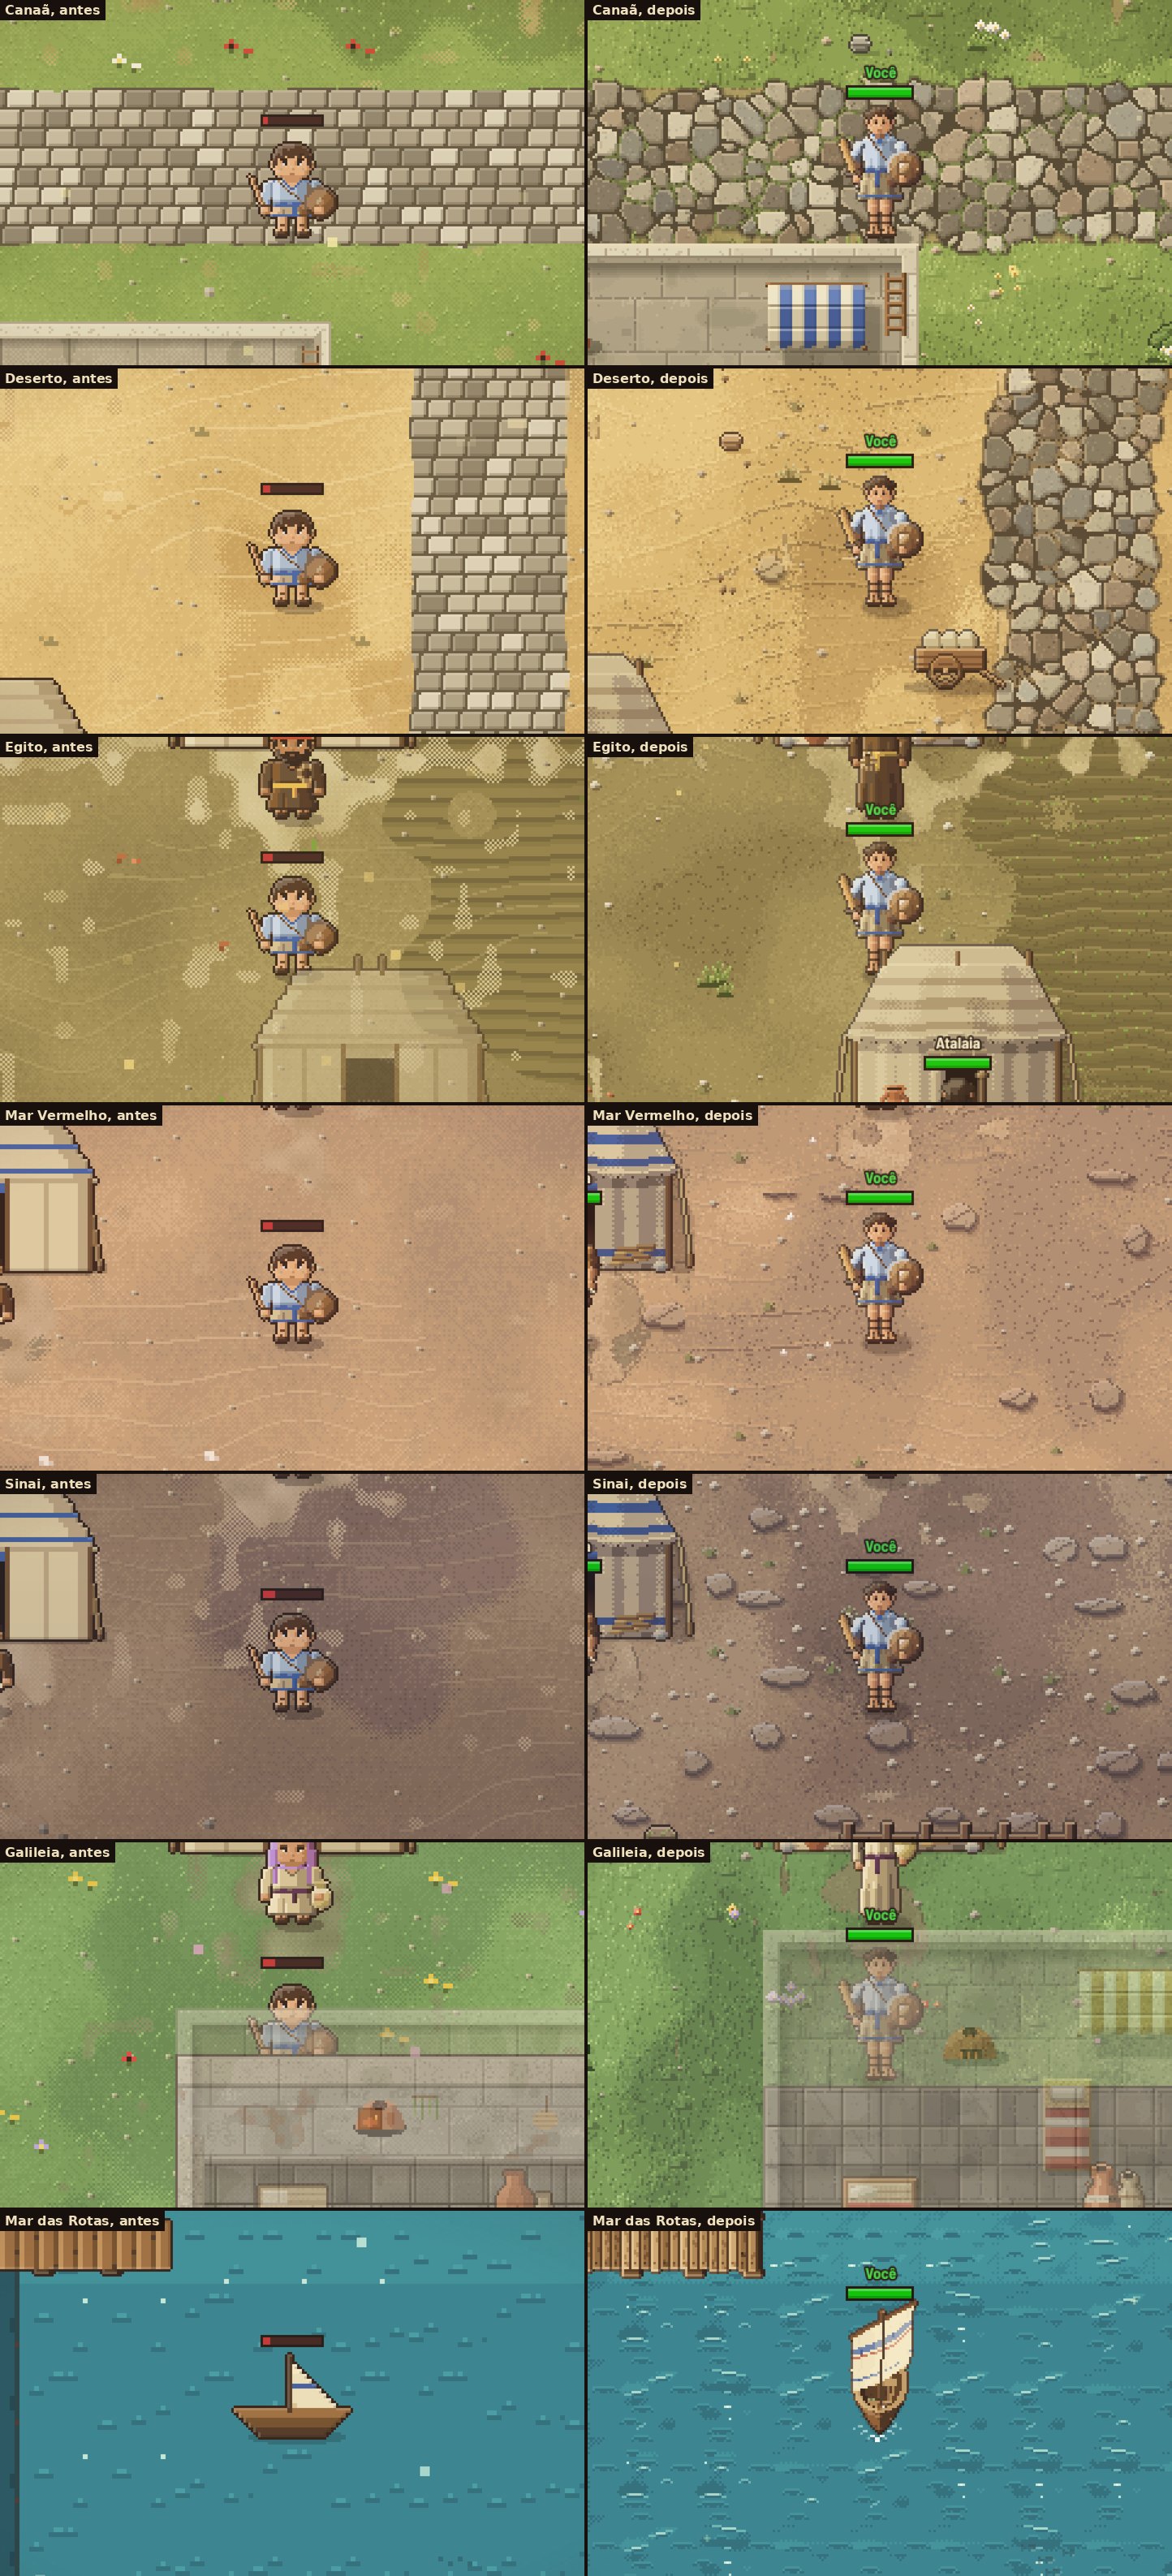 Canaã, antes
Canaã, depois
Você
Deserto, antes
Deserto, depois
Você
Egito, antes
Egito, depois
Você
Atalaia
Mar Vermelho, antes
Mar Vermelho, depois
Você
Sinai, antes
Sinai, depois
Você
Galileia, antes
Galileia, depois
Você
Mar das Rotas, antes
Mar das Rotas, depois
Você